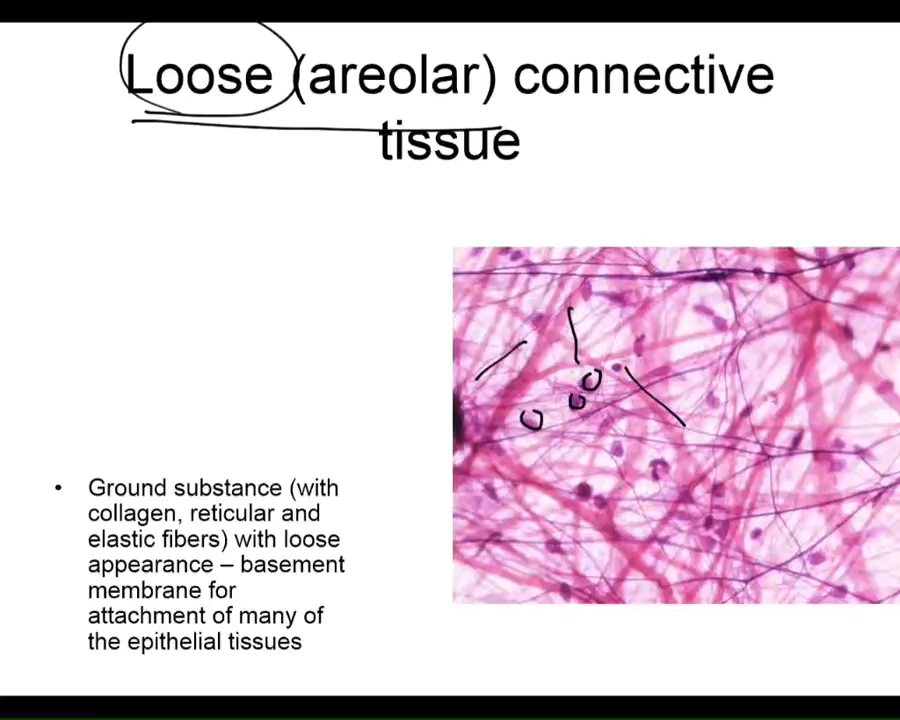 Loose (areolar) connective
tissue
• Ground substance (with
collagen, reticular and
elastic fibers) with loose
appearance – basement
membrane for
attachment of many of
the epithelial tissues